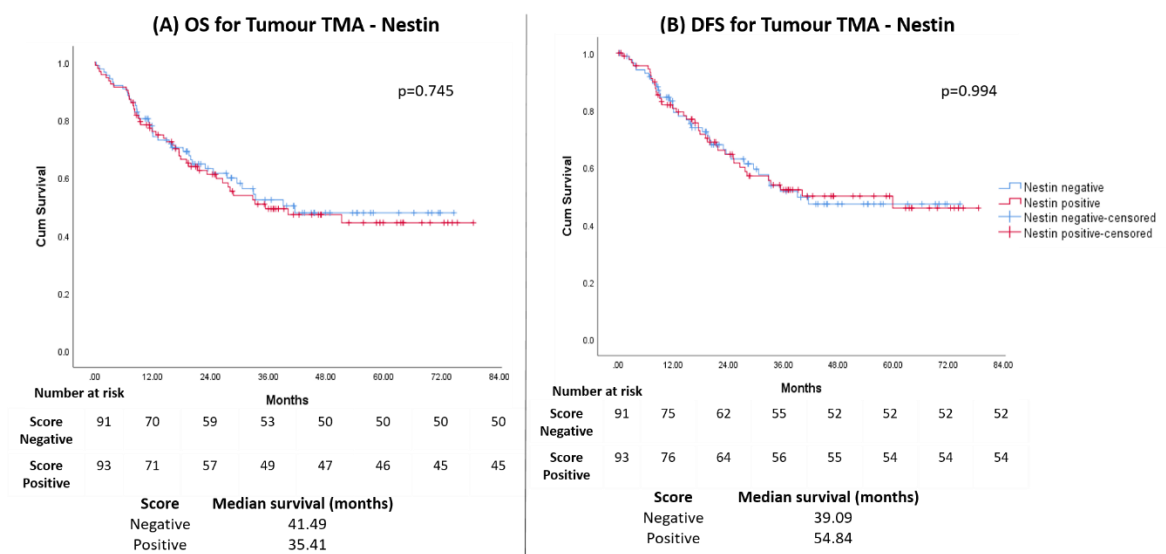 (A) OS for Tumour TMA - Nestin
p=0.745
Cum Survival
1.0
0.8
0.6
0.4
0.2
0.0
.00 12.00 24.00 36.00 48.00 60.00 72.00 84.00
Months
Number at risk
Score Negative 91 70 59 53 50 50 50 50
Score Positive 93 71 57 49 47 46 45 45
Score Median survival (months)
Negative 41.49
Positive 35.41
(B) DFS for Tumour TMA - Nestin
p=0.994
Cum Survival
1.0
0.8
0.6
0.4
0.2
0.0
.00 12.00 24.00 36.00 48.00 60.00 72.00 84.00
Months
Nestin negative
Nestin positive
Nestin negative-censored
Nestin positive-censored
Number at risk
Score Negative 91 75 62 55 52 52 52 52
Score Positive 93 76 64 56 55 54 54 54
Score Median survival (months)
Negative 39.09
Positive 54.84